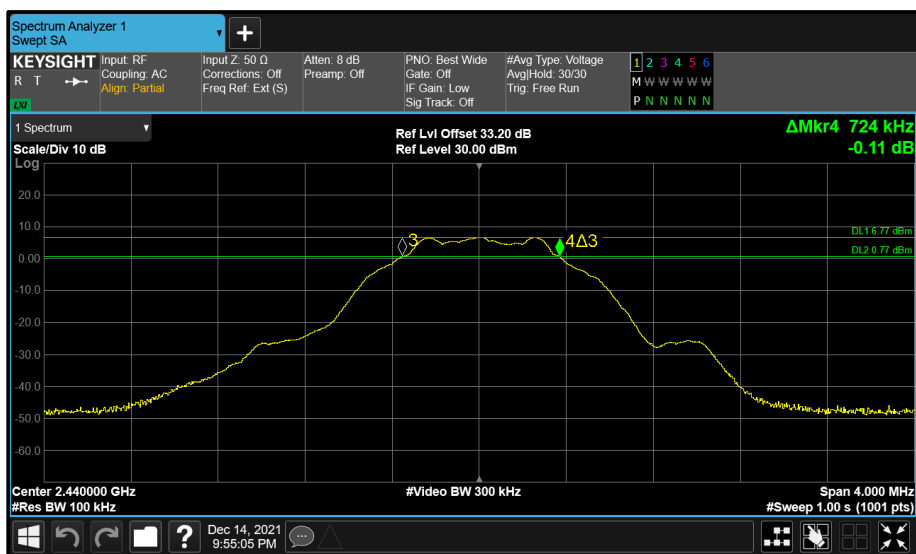 Spectrum Analyzer 1
Swept SA
+
KEYSIGHT
R T
LXI
Input: RF
Coupling: AC
Align: Partial
Input Z: 50 Ω
Corrections: Off
Freq Ref: Ext (S)
Atten: 8 dB
Preamp: Off
PNO: Best Wide
Gate: Off
IF Gain: Low
Sig Track: Off
#Avg Type: Voltage
Avg|Hold: 30/30
Trig: Free Run
1 2 3 4 5 6
M W W W W W
P N N N N N
1 Spectrum
Scale/Div 10 dB
Ref Lvl Offset 33.20 dB
Ref Level 30.00 dBm
ΔMkr4 724 kHz
-0.11 dB
Log
20.0
10.0
0.00
-10.0
-20.0
-30.0
-40.0
-50.0
-60.0
3
4Δ3
DL1 6.77 dBm
DL2 0.77 dBm
Center 2.440000 GHz
#Res BW 100 kHz
#Video BW 300 kHz
Span 4.000 MHz
#Sweep 1.00 s (1001 pts)
?
Dec 14, 2021
9:55:05 PM